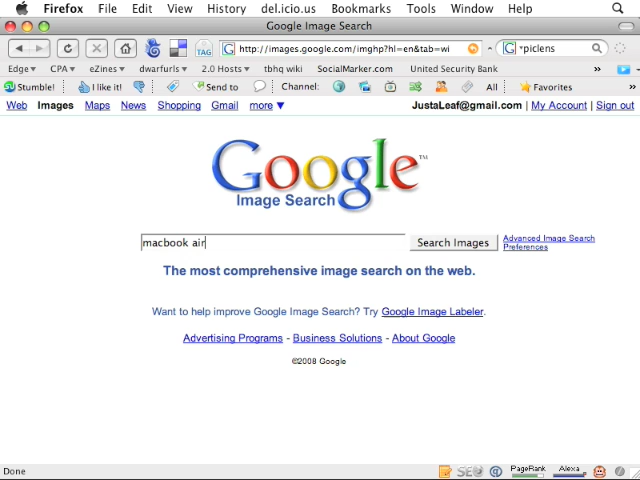 Firefox File Edit View History del.icio.us Bookmarks Tools Window Help
Google Image Search
TAG http://images.google.com/imghp?hl=en&tab=wi piclens
Edge CPA eZines dwarfurls 2.0 Hosts tbhq wiki SocialMarker.com United Security Bank »
Stumble! I like it! Send to Channel: All Favorites »
Web Images Maps News Shopping Gmail more ▼ JustaLeaf@gmail.com | My Account | Sign out
Google™
Image Search
macbook air Search Images Advanced Image Search
Preferences
The most comprehensive image search on the web.
Want to help improve Google Image Search? Try Google Image Labeler.
Advertising Programs - Business Solutions - About Google
©2008 Google
Done SEO PageRank Alexa